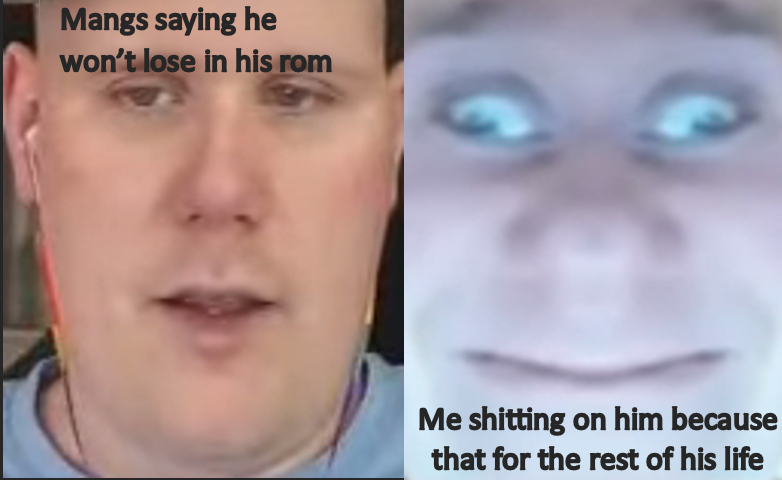 Mangs saying he
won’t lose in his rom
Me shitting on him because
that for the rest of his life